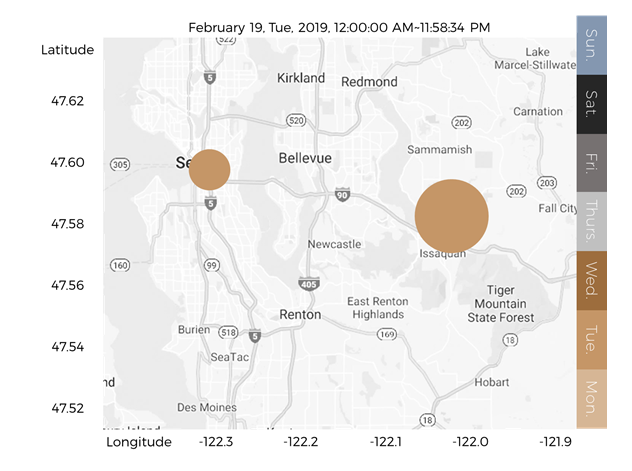 February 19, Tue, 2019, 12:00:00 AM~11:58:34 PM
Latitude
47.62
47.60
47.58
47.56
47.54
47.52
522
5
Kirkland
Redmond
Lake
Marcel-Stillwate
520
202
Carnation
Sammamish
305
Se
Bellevue
90
202
203
5
Fall City
Newcastle
Issaquah
160
99
405
Tiger
Mountain
State Forest
East Renton
Highlands
Renton
Burien
518
5
169
18
SeaTac
nd
Hobart
Des Moines
18
Longitude
-122.3
-122.2
-122.1
-122.0
-121.9
Sun.
Sat.
Fri.
Thurs
Wed.
Tue.
Mon